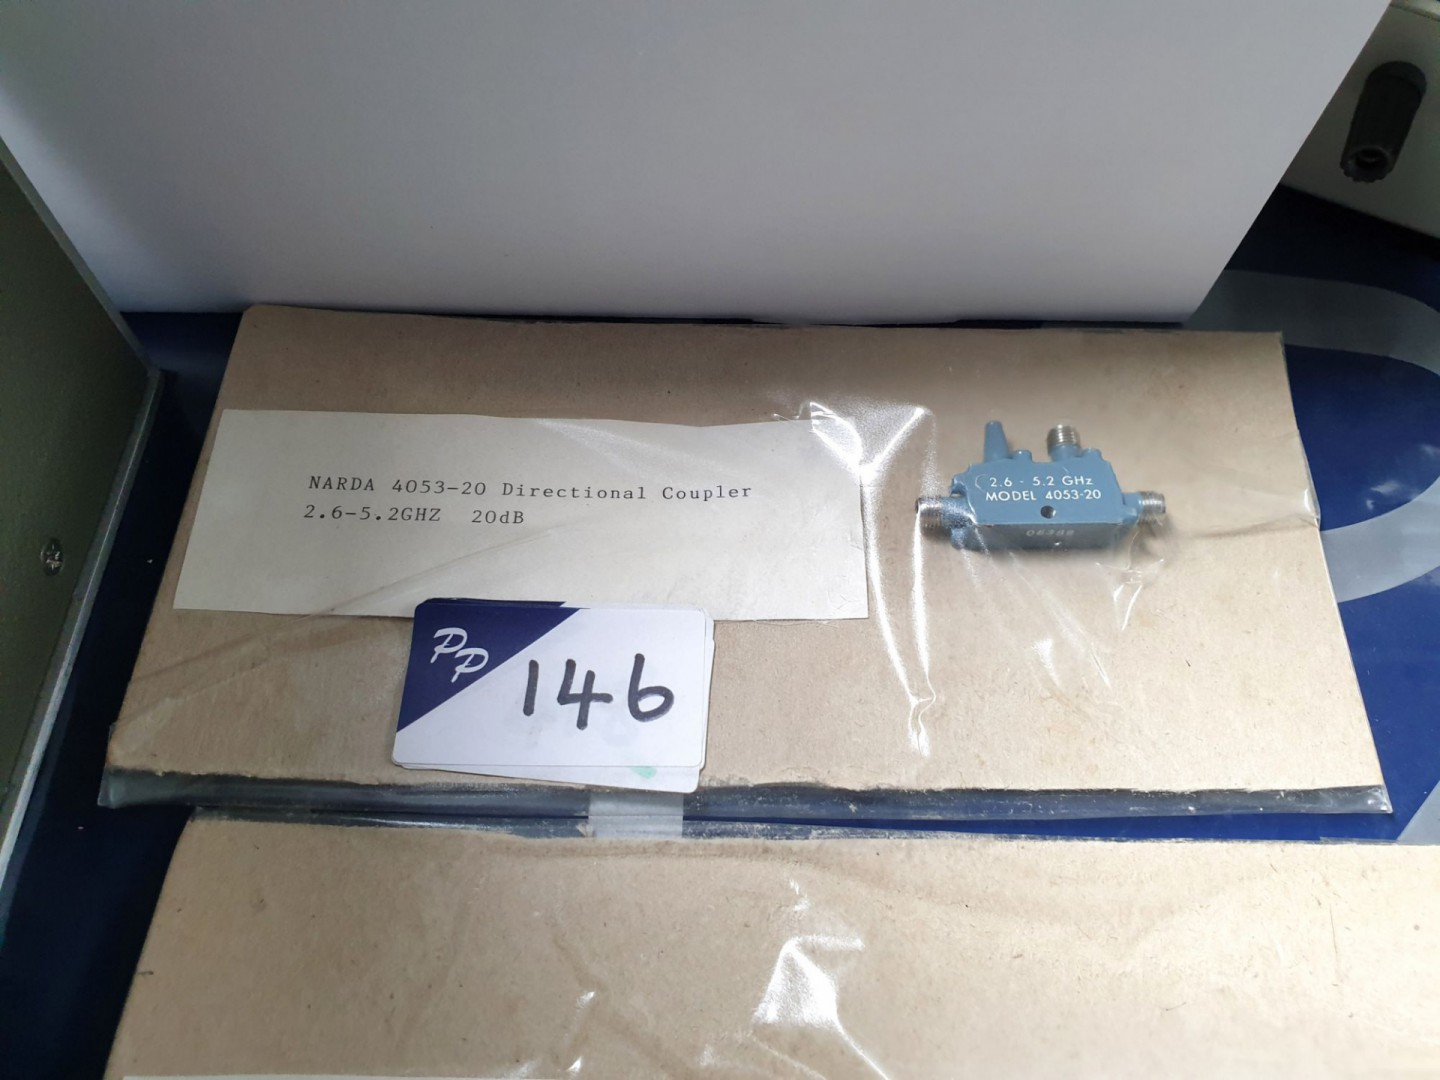 NARDA 4053-20 Directional Coupler
2.6-5.2GHZ 20dB
2.6 - 5.2 GHz
MODEL 4053-20
PP
146